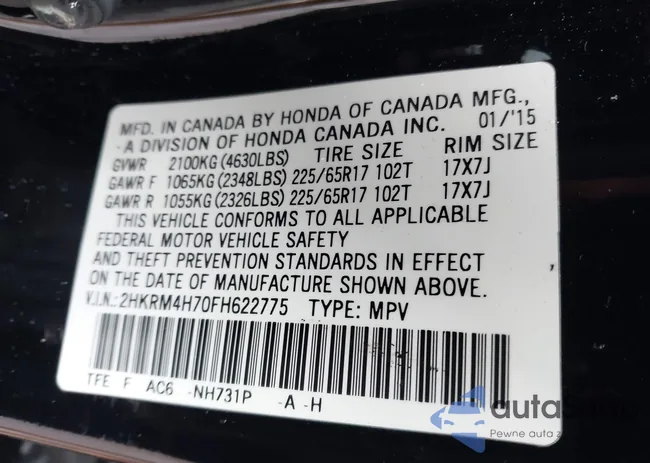 MFD. IN CANADA BY HONDA OF CANADA MFG.,
A DIVISION OF HONDA CANADA INC. 01/'15
GVWR 2100KG (4630LBS) TIRE SIZE RIM SIZE
GAWR F 1065KG (2348LBS) 225/65R17 102T 17X7J
GAWR R 1055KG (2326LBS) 225/65R17 102T 17X7J
THIS VEHICLE CONFORMS TO ALL APPLICABLE
FEDERAL MOTOR VEHICLE SAFETY
AND THEFT PREVENTION STANDARDS IN EFFECT
ON THE DATE OF MANUFACTURE SHOWN ABOVE.
V.I.N.: 2HKRM4H70FH622775 TYPE: MPV
TFE F AC6 -NH731P -A -H
Pewne auta z